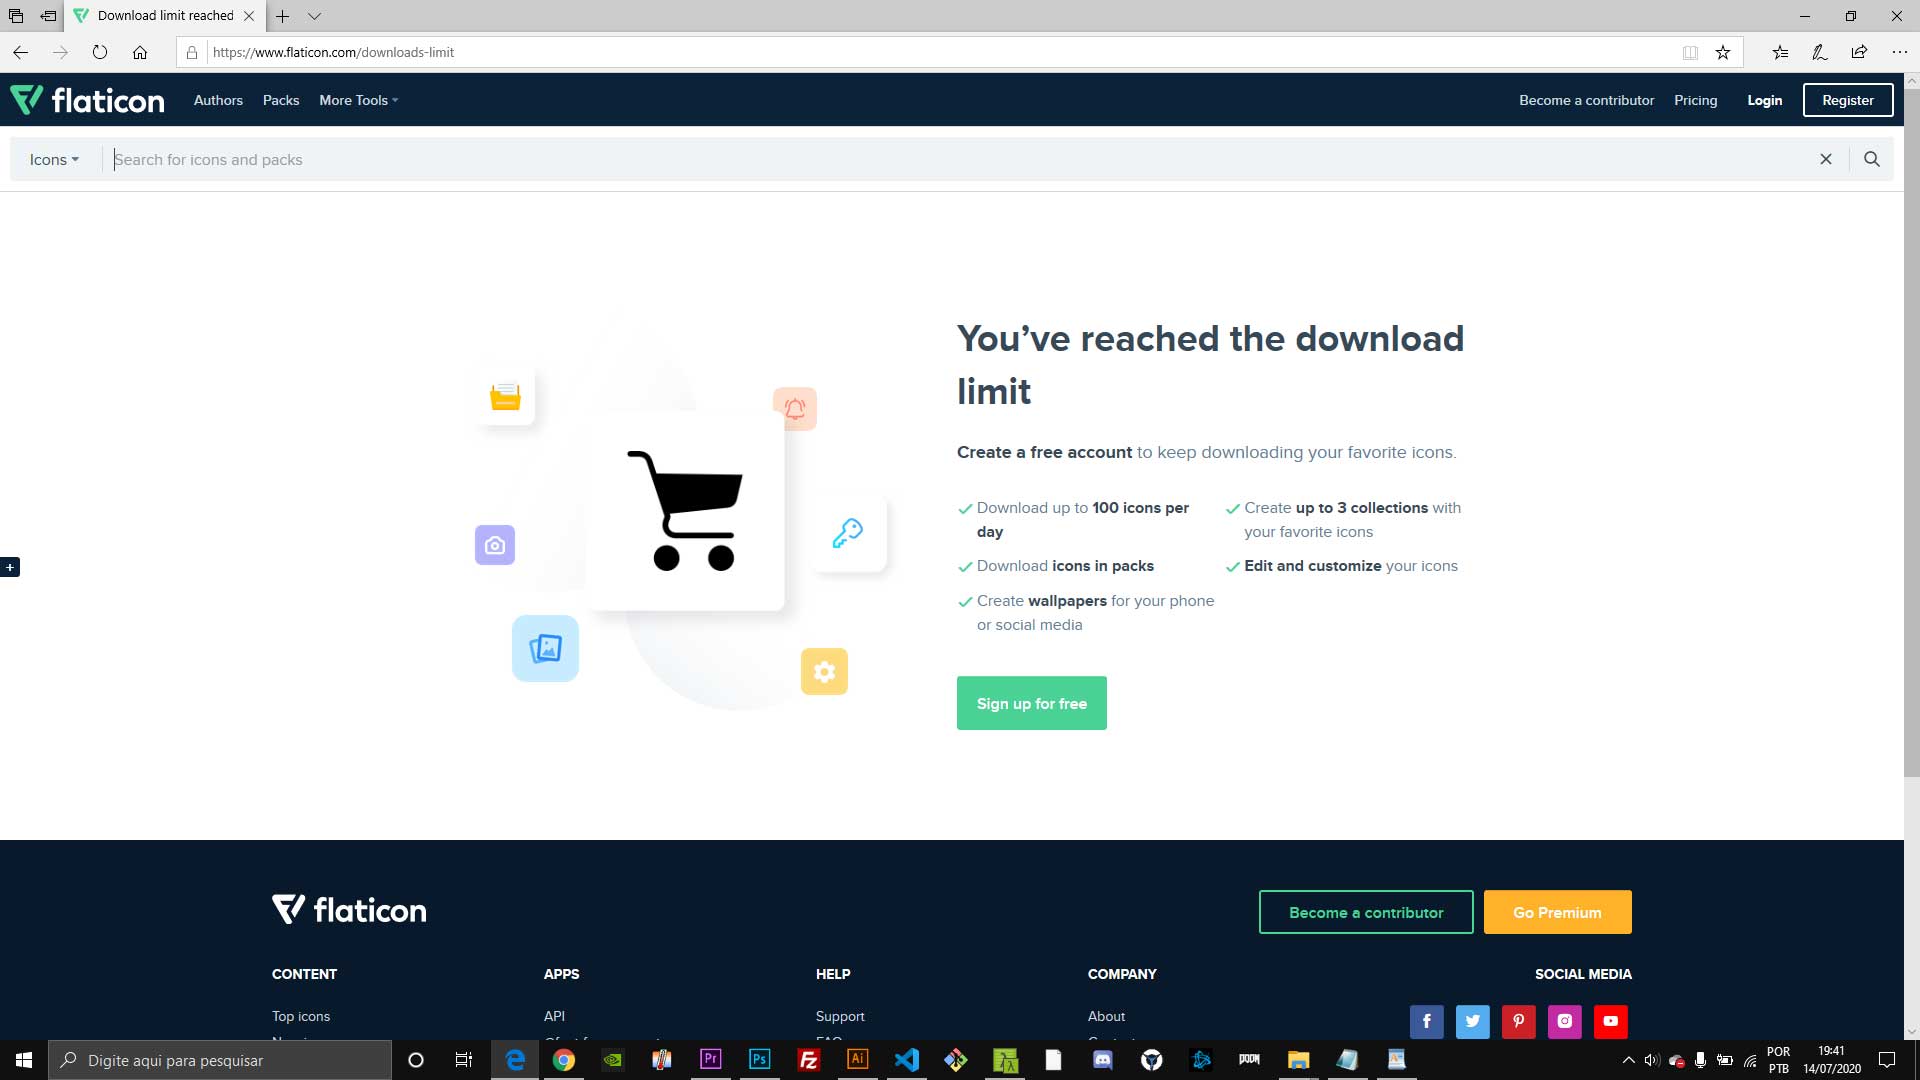 Download limit reached
https://www.flaticon.com/downloads-limit
flaticon Authors Packs More Tools Become a contributor Pricing Login Register
Icons Search for icons and packs
You’ve reached the download
limit
Create a free account to keep downloading your favorite icons.
Download up to 100 icons per
day
Create up to 3 collections with
your favorite icons
Download icons in packs
Edit and customize your icons
Create wallpapers for your phone
or social media
Sign up for free
flaticon
Become a contributor Go Premium
CONTENT APPS HELP COMPANY SOCIAL MEDIA
Top icons API Support About
Digite aqui para pesquisar
Pr Ps Fz Ai DOOM
POR 19:41
PTB 14/07/2020